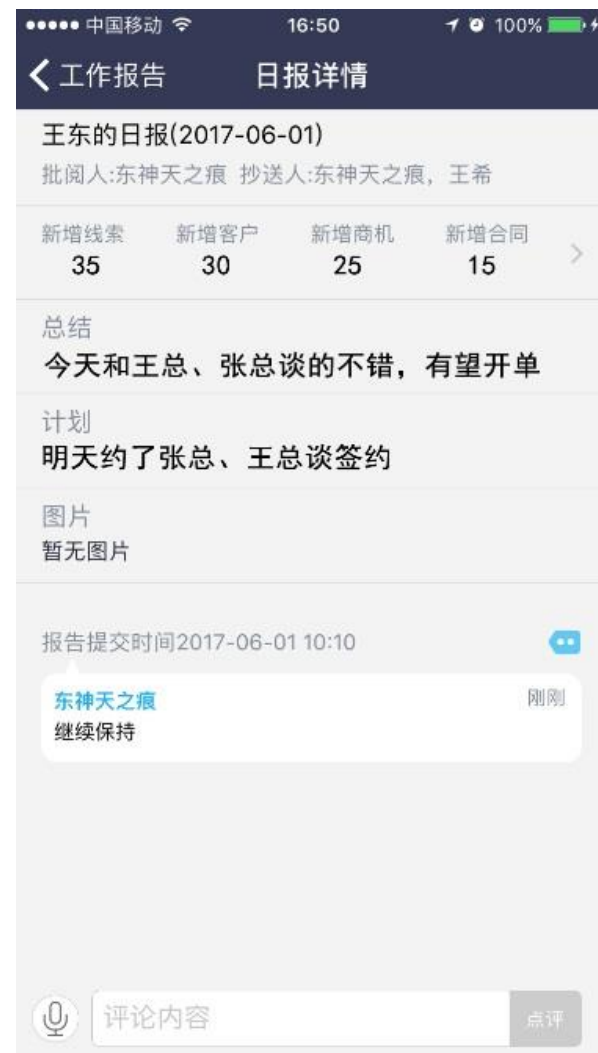 中国移动 16:50 100%
工作报告 日报详情
王东的日报(2017-06-01)
批阅人:东神天之痕 抄送人:东神天之痕，王希
新增线索 新增客户 新增商机 新增合同
35 30 25 15
总结
今天和王总、张总谈的不错，有望开单
计划
明天约了张总、王总谈签约
图片
暂无图片
报告提交时间2017-06-01 10:10
东神天之痕 刚刚
继续保持
评论内容 点评